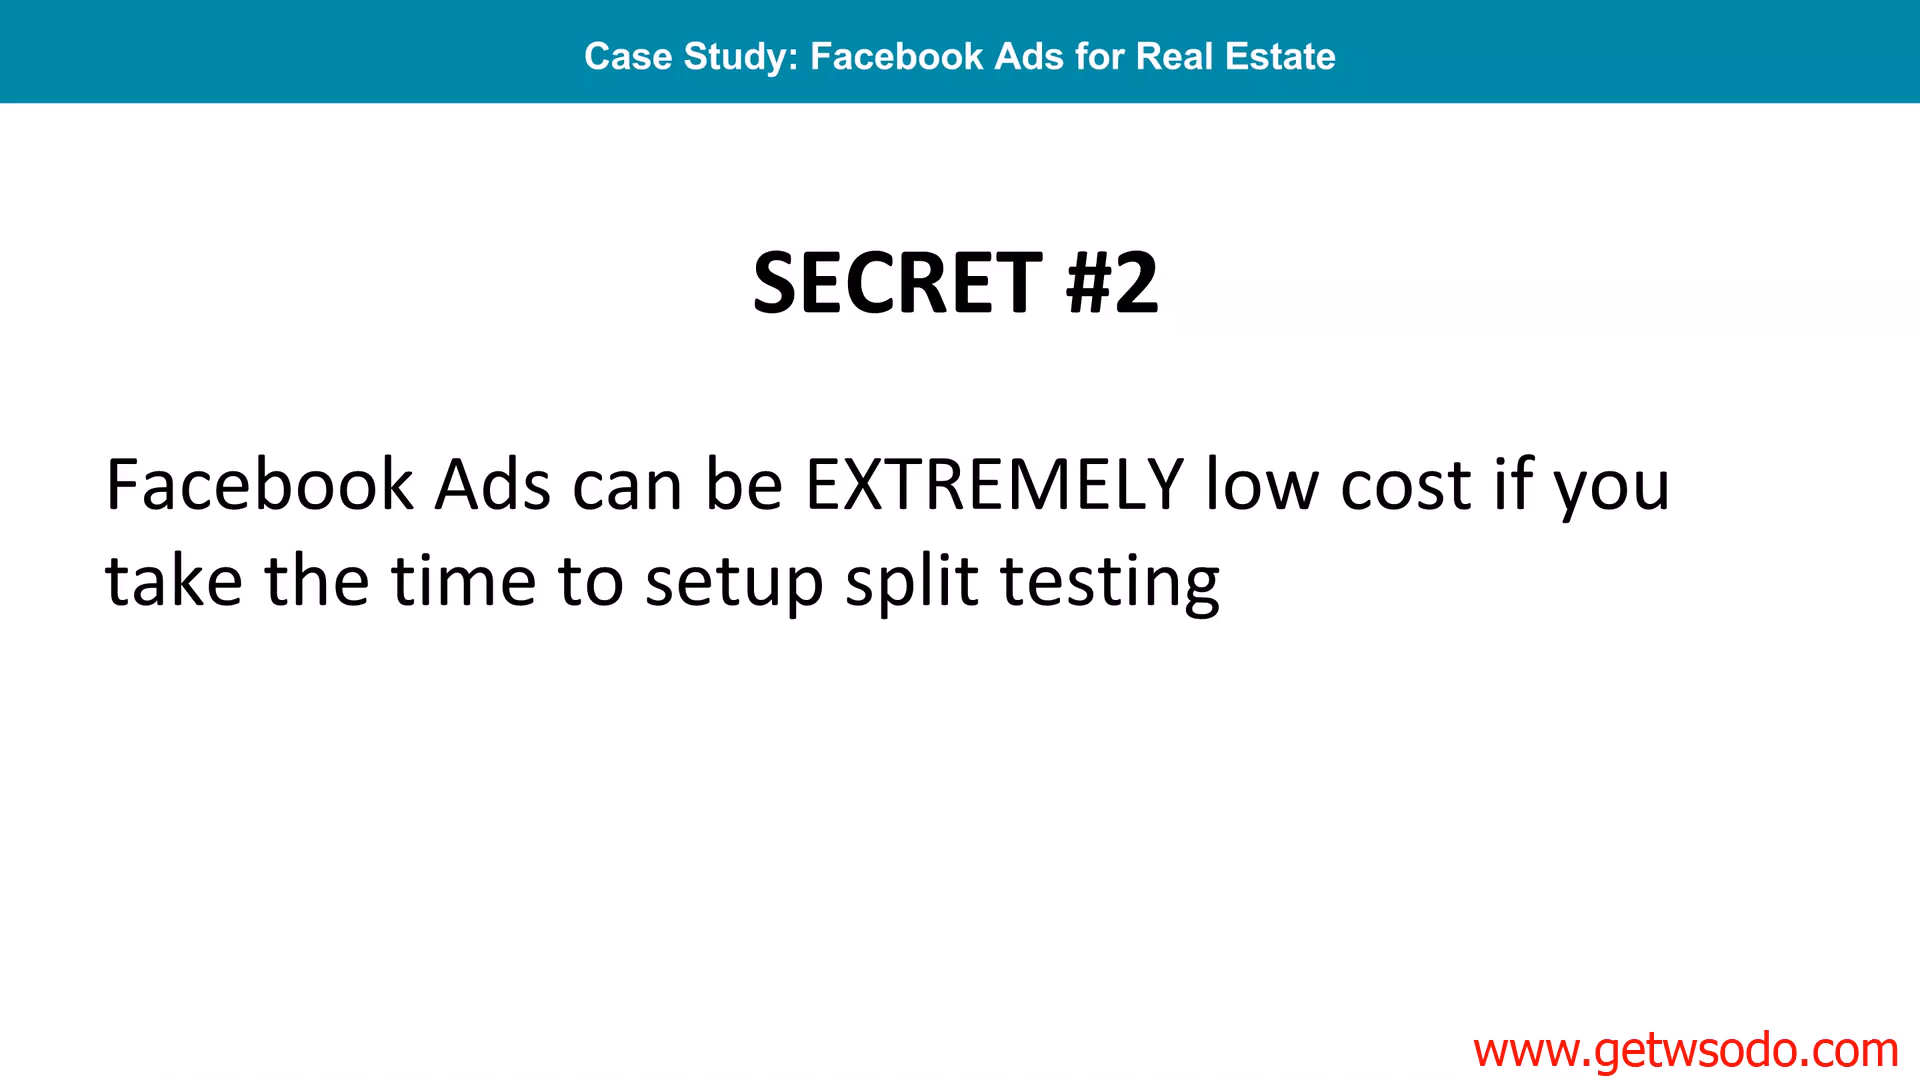 Case Study: Facebook Ads for Real Estate
SECRET #2
Facebook Ads can be EXTREMELY low cost if you
take the time to setup split testing
www.getwsodo.com